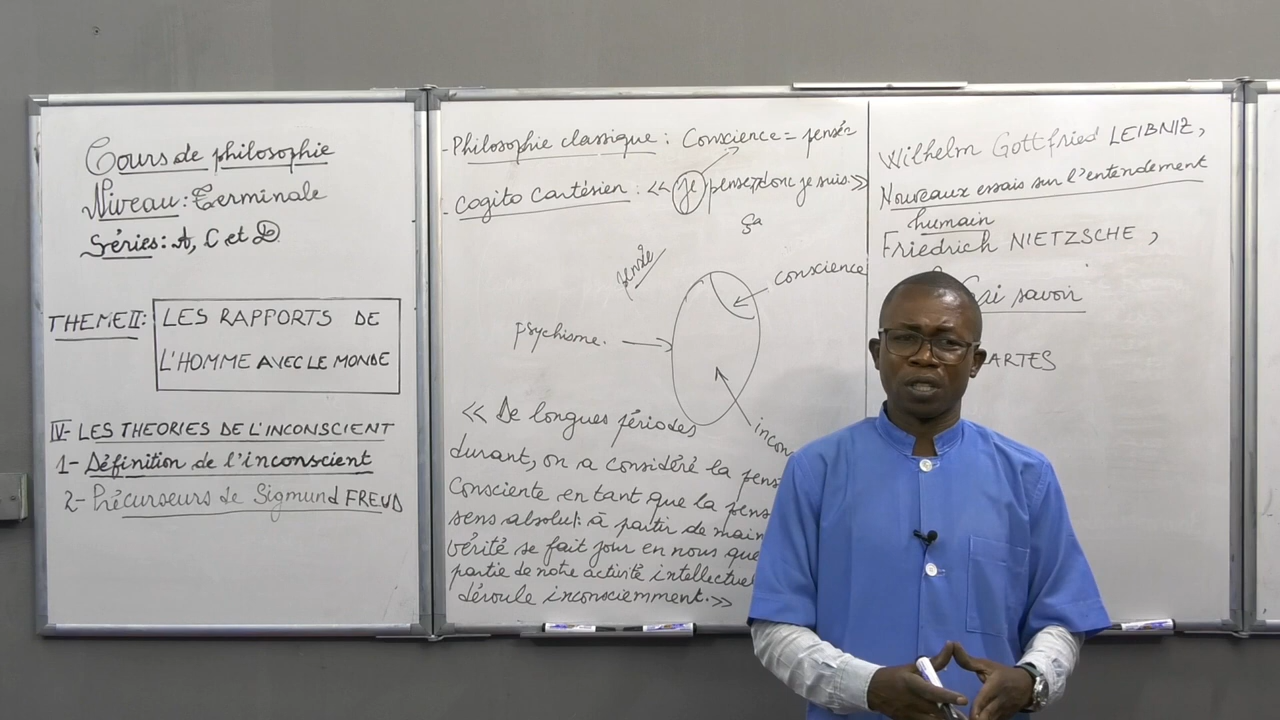 Cours de philosophie
Niveau : Terminale
Séries : A, C et D
THEME II :
LES RAPPORTS DE
L'HOMME AVEC LE MONDE
IV- LES THEORIES DE L'INCONSCIENT
1- Définition de l'inconscient
2- Précurseurs de Sigmund FREUD
- Philosophie classique : Conscience = pensée
- Cogito Cartésien : << je pense donc je suis. >>
ça
pensée
conscience
psychisme.
incon
<< De longues périodes
durant, on a considéré la pens
Consciente en tant que la pens
sens absolu : à partir de main
vérité se fait jour en nous que
partie de notre activité intellectuel
déroule inconsciemment. >>
Wilhelm Gottfried LEIBNIZ,
Nouveaux essais sur l'entendement
humain
Friedrich NIETZSCHE,
Gai savoir
ARTES